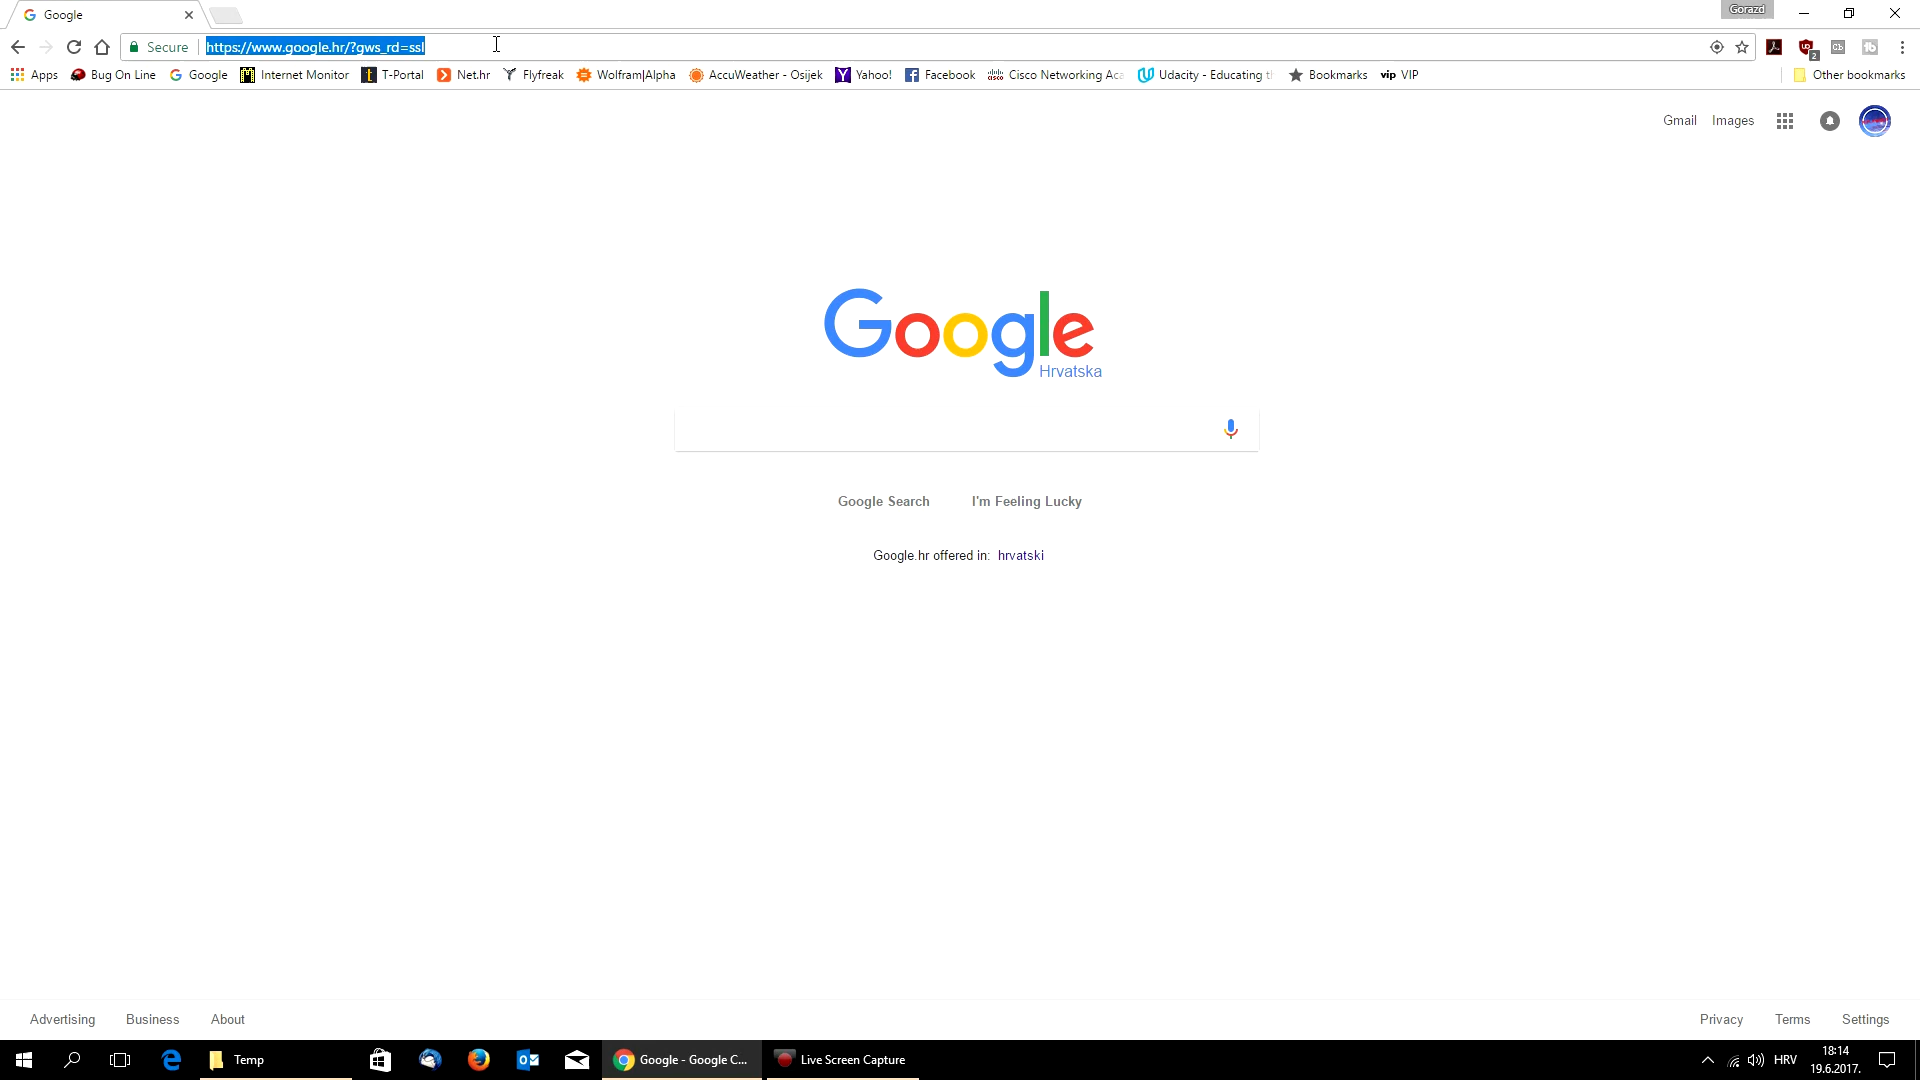 Google
Gorazd
Secure https://www.google.hr/?gws_rd=ssl
Apps Bug On Line Google Internet Monitor T-Portal Net.hr Flyfreak Wolfram|Alpha AccuWeather - Osijek Yahoo! Facebook Cisco Networking Aca Udacity - Educating t Bookmarks vip VIP Other bookmarks
Gmail Images
Google
Hrvatska
Google Search I'm Feeling Lucky
Google.hr offered in: hrvatski
Advertising Business About Privacy Terms Settings
Temp Google - Google C... Live Screen Capture HRV 18:14
19.6.2017.